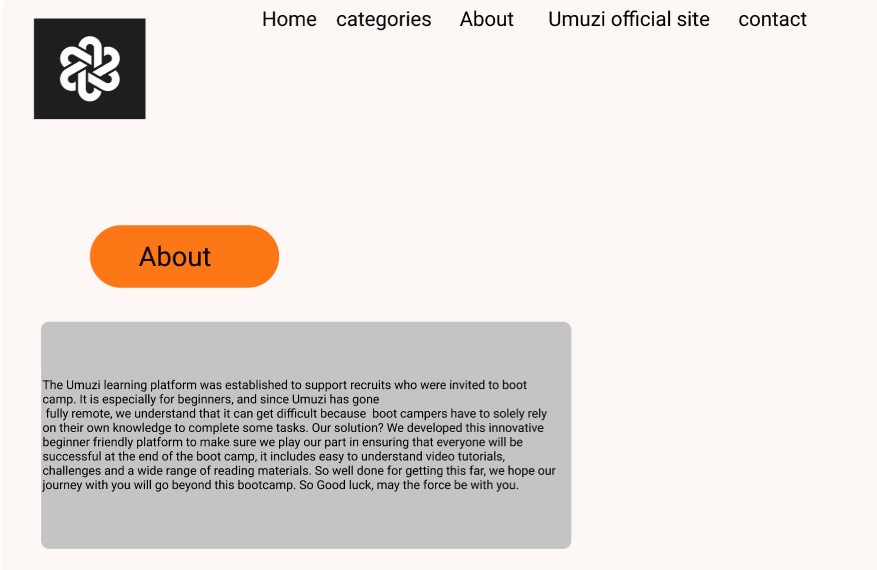 Home categories About Umuzi official site contact
About
The Umuzi learning platform was established to support recruits who were invited to boot
camp. It is especially for beginners, and since Umuzi has gone
fully remote, we understand that it can get difficult because boot campers have to solely rely
on their own knowledge to complete some tasks. Our solution? We developed this innovative
beginner friendly platform to make sure we play our part in ensuring that everyone will be
successful at the end of the boot camp, it includes easy to understand video tutorials,
challenges and a wide range of reading materials. So well done for getting this far, we hope our
journey with you will go beyond this bootcamp. So Good luck, may the force be with you.